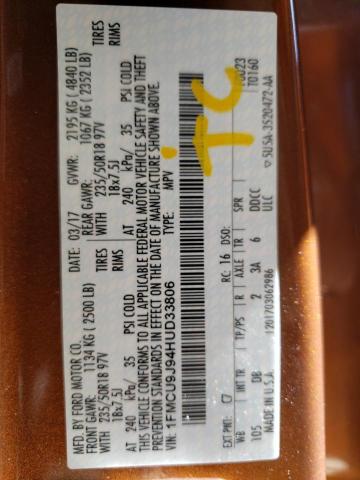 MFD. BY FORD MOTOR CO.
DATE: 03/17 GVWR: 2195 KG ( 4840 LB)
FRONT GAWR: 1134 KG ( 2500 LB) REAR GAWR: 1067 KG ( 2352 LB)
WITH 235/50R18 97V TIRES WITH 235/50R18 97V TIRES
18x7.5J RIMS 18x7.5J RIMS
AT 240 kPa/ 35 PSI COLD AT 240 kPa/ 35 PSI COLD
THIS VEHICLE CONFORMS TO ALL APPLICABLE FEDERAL MOTOR VEHICLE SAFETY AND THEFT PREVENTION
STANDARDS IN EFFECT ON THE DATE OF MANUFACTURE SHOWN ABOVE.
VIN: 1FMCU9J94HUD33806
TYPE: MPV
TC
EXT PNT: RC: 16 DSO:
WB INT TR TP/PS R AXLE TR SPR
105 DB 2 3A 6 DDCC
1201703062986 ULC
MADE IN U.S.A. 5USA-3520472-AA